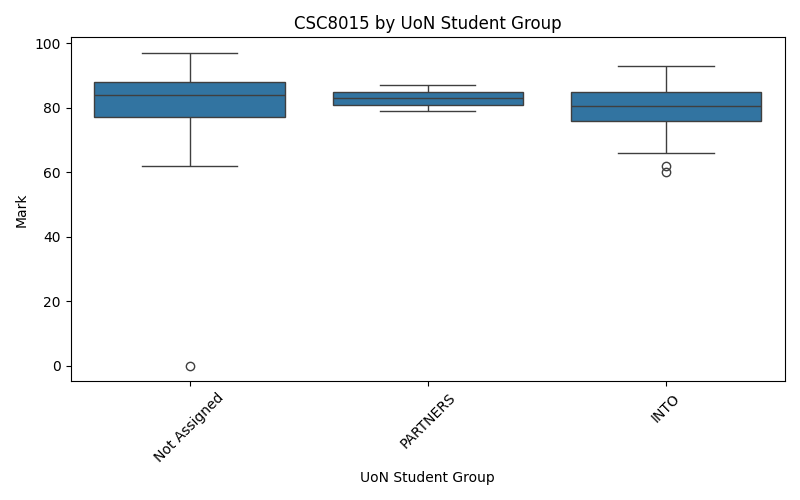 CSC8015 by UoN Student Group
Mark
100
80
60
40
20
0
Not Assigned
PARTNERS
INTO
UoN Student Group